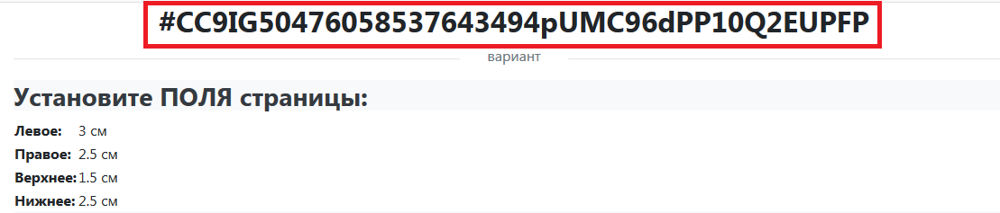 #CC9IG50476058537643494pUMC96dPP10Q2EUPFP
вариант
Установите ПОЛЯ страницы:
Левое: 3 см
Правое: 2.5 см
Верхнее: 1.5 см
Нижнее: 2.5 см